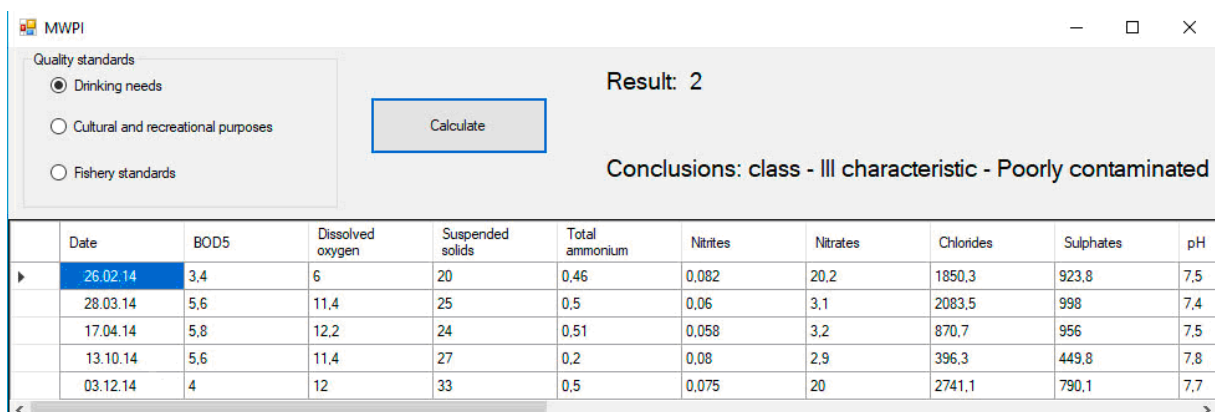 MWPI
Quality standards
Drinking needs
Cultural and recreational purposes
Fishery standards
Calculate
Result: 2
Conclusions: class - III characteristic - Poorly contaminated
Date BOD5 Dissolved oxygen Suspended solids Total ammonium Nitrites Nitrates Chlorides Sulphates pH
26.02.14 3,4 6 20 0,46 0,082 20,2 1850,3 923,8 7,5
28.03.14 5,6 11,4 25 0,5 0,06 3,1 2083,5 998 7,4
17.04.14 5,8 12,2 24 0,51 0,058 3,2 870,7 956 7,5
13.10.14 5,6 11,4 27 0,2 0,08 2,9 396,3 449,8 7,8
03.12.14 4 12 33 0,5 0,075 20 2741,1 790,1 7,7